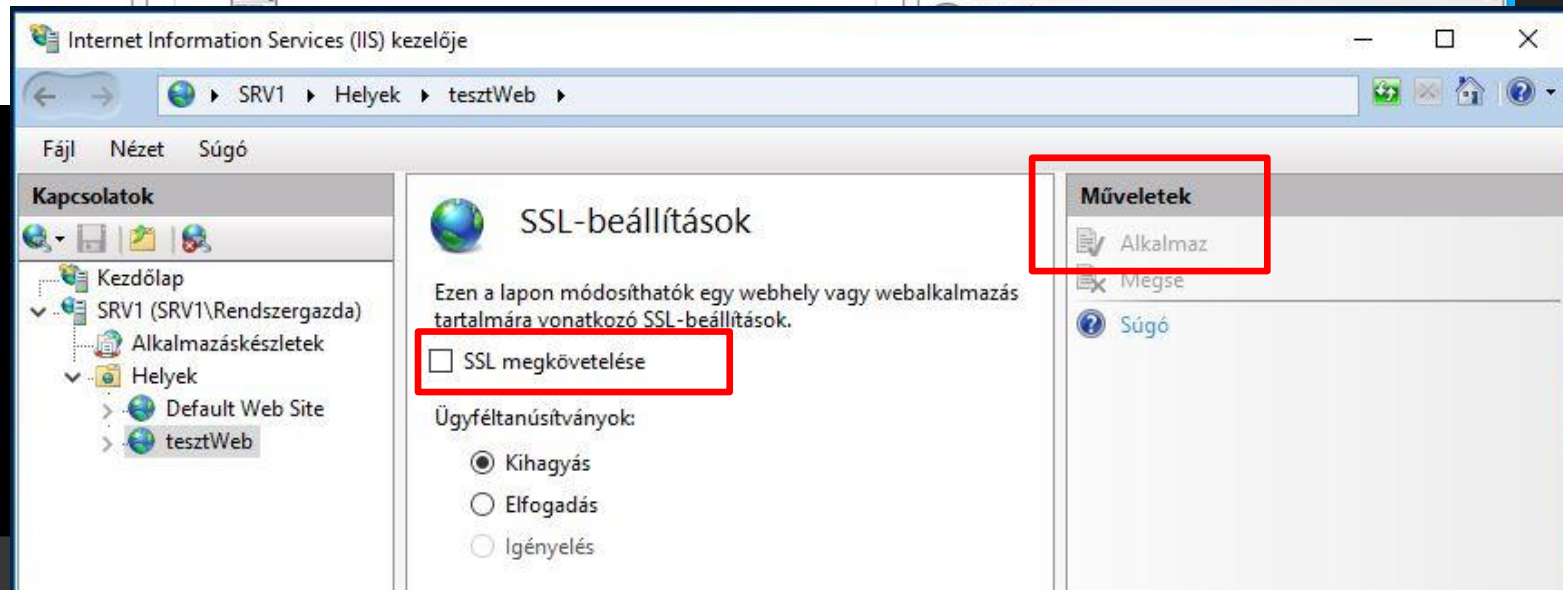 Internet Information Services (IIS) kezelője
SRV1 Helyek tesztWeb
Fájl Nézet Súgó
Kapcsolatok
Kezdőlap
SRV1 (SRV1\Rendszergazda)
Alkalmazáskészletek
Helyek
Default Web Site
tesztWeb
SSL-beállítások
Ezen a lapon módosíthatók egy webhely vagy webalkalmazás
tartalmára vonatkozó SSL-beállítások.
SSL megkövetelése
Ügyféltanúsítványok:
Kihagyás
Elfogadás
Igénylés
Műveletek
Alkalmaz
Mégse
Súgó